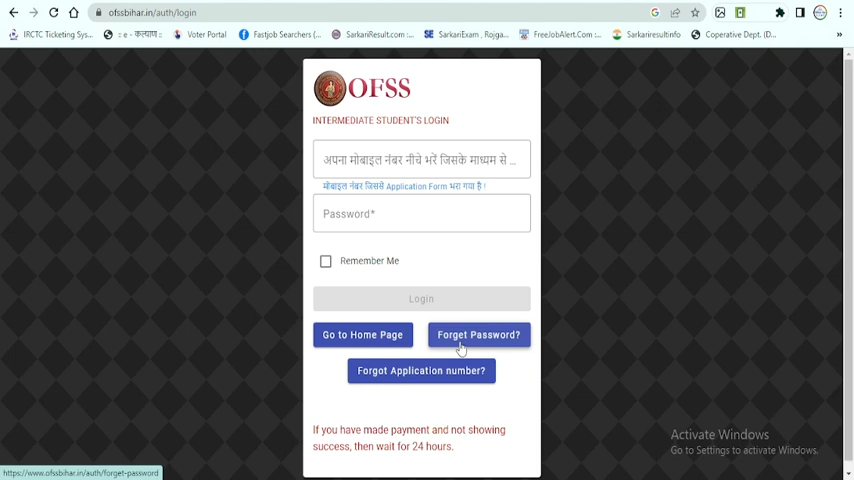 ofssbihar.in/auth/login
IRCTC Ticketing Sys... :: e - कल्याण :: Voter Portal Fastjob Searchers (... SarkariResult.com :... SarkariExam , Rojga... FreeJobAlert.Com :... Sarkariresultinfo Coperative Dept. (D... »
OFSS
INTERMEDIATE STUDENT'S LOGIN
अपना मोबाइल नंबर नीचे भरें जिसके माध्यम से ...
मोबाइल नंबर जिससे Application Form भरा गया है !
Password*
Remember Me
Login
Go to Home Page Forget Password?
Forgot Application number?
If you have made payment and not showing
success, then wait for 24 hours.
Activate Windows
Go to Settings to activate Windows.
https://www.ofssbihar.in/auth/forget-password